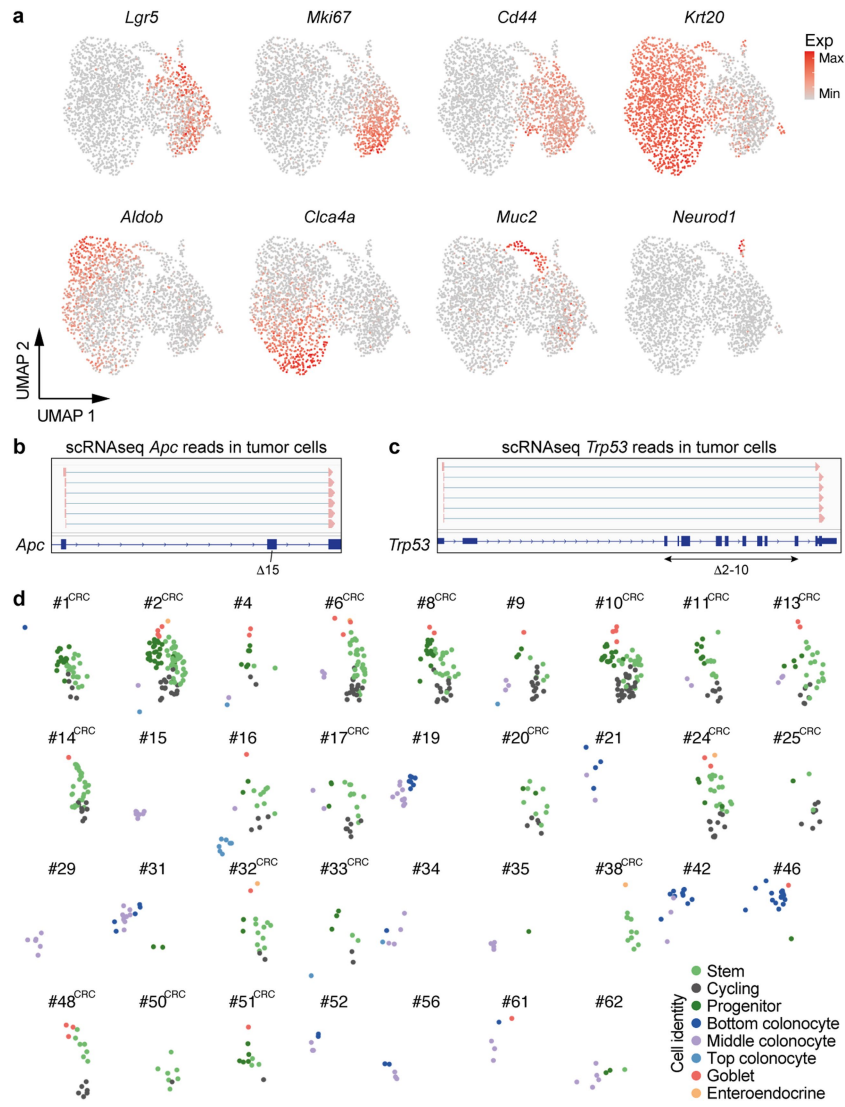 a
Lgr5 Mki67 Cd44 Krt20
Exp
Max
Min
Aldob Clca4a Muc2 Neurod1
UMAP 2
UMAP 1
b scRNAseq Apc reads in tumor cells
Apc
Δ15
c scRNAseq Trp53 reads in tumor cells
Trp53
Δ2-10
d
#1CRC #2CRC #4 #6CRC #8CRC #9 #10CRC #11CRC #13CRC
#14CRC #15 #16 #17CRC #19 #20CRC #21 #24CRC #25CRC
#29 #31 #32CRC #33CRC #34 #35 #38CRC #42 #46
#48CRC #50CRC #51CRC #52 #56 #61 #62
Cell identity
Stem
Cycling
Progenitor
Bottom colonocyte
Middle colonocyte
Top colonocyte
Goblet
Enteroendocrine